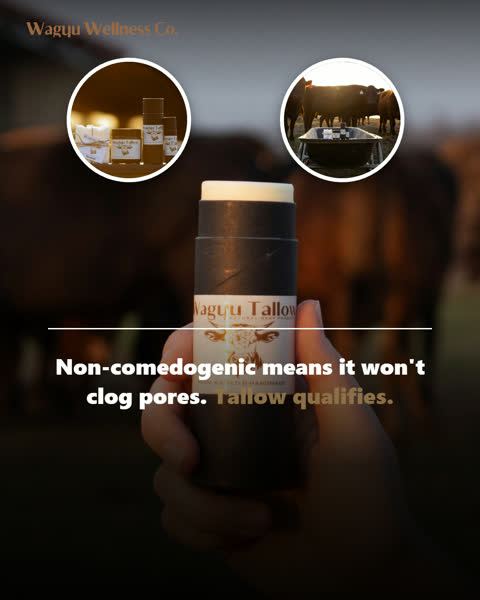 Wagyu Wellness Co.
Wagyu Tallow
Non-comedogenic means it won't
clog pores. Tallow qualifies.